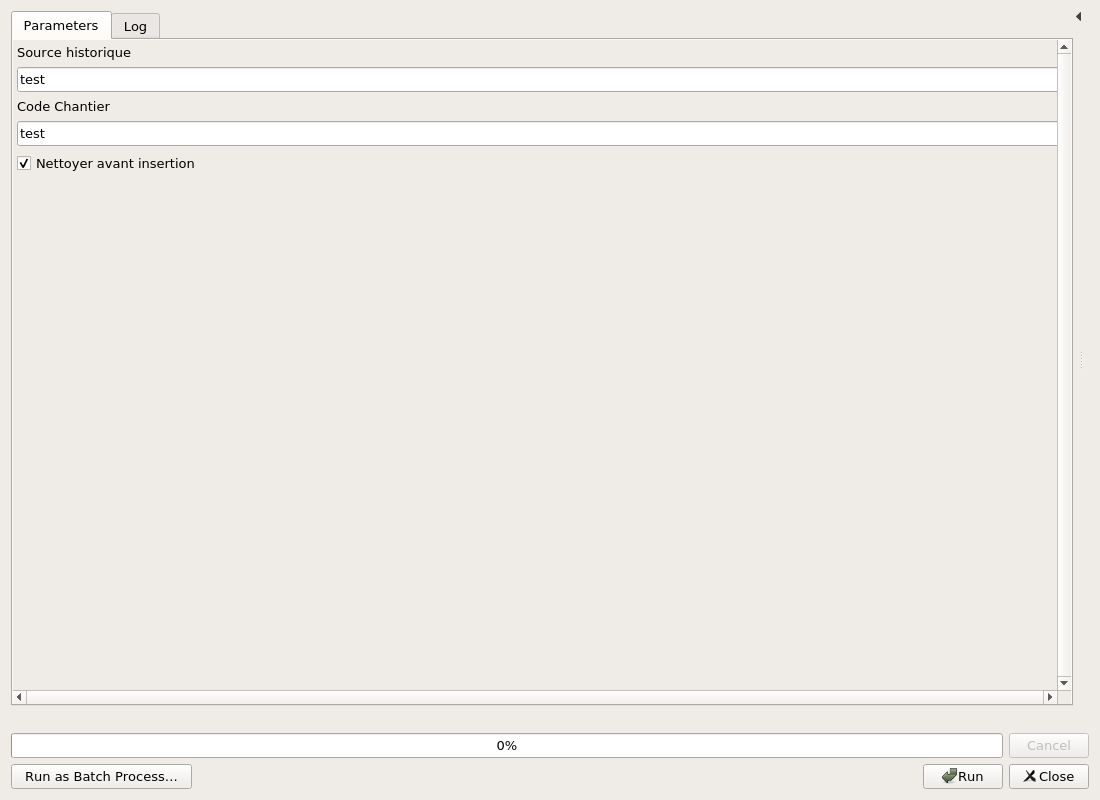 Parameters
Log
Source historique
test
Code Chantier
test
Nettoyer avant insertion
0%
Cancel
Run as Batch Process...
Run
Close